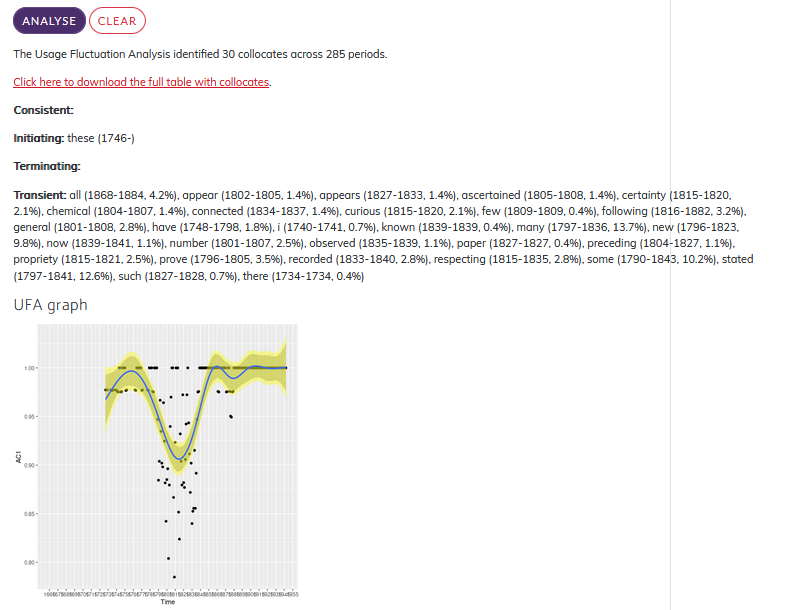 ANALYSE CLEAR
The Usage Fluctuation Analysis identified 30 collocates across 285 periods.
Click here to download the full table with collocates.
Consistent:
Initiating: these (1746-)
Terminating:
Transient: all (1868-1884, 4.2%), appear (1802-1805, 1.4%), appears (1827-1833, 1.4%), ascertained (1805-1808, 1.4%), certainty (1815-1820,
2.1%), chemical (1804-1807, 1.4%), connected (1834-1837, 1.4%), curious (1815-1820, 2.1%), few (1809-1809, 0.4%), following (1816-1882, 3.2%),
general (1801-1808, 2.8%), have (1748-1798, 1.8%), i (1740-1741, 0.7%), known (1839-1839, 0.4%), many (1797-1836, 13.7%), new (1796-1823,
9.8%), now (1839-1841, 1.1%), number (1801-1807, 2.5%), observed (1835-1839, 1.1%), paper (1827-1827, 0.4%), preceding (1804-1827, 1.1%),
propriety (1815-1821, 2.5%), prove (1796-1805, 3.5%), recorded (1833-1840, 2.8%), respecting (1815-1835, 2.8%), some (1790-1843, 10.2%), stated
(1797-1841, 12.6%), such (1827-1828, 0.7%), there (1734-1734, 0.4%)
UFA graph
1.00
0.95
0.90
0.85
0.80
AC1
Time